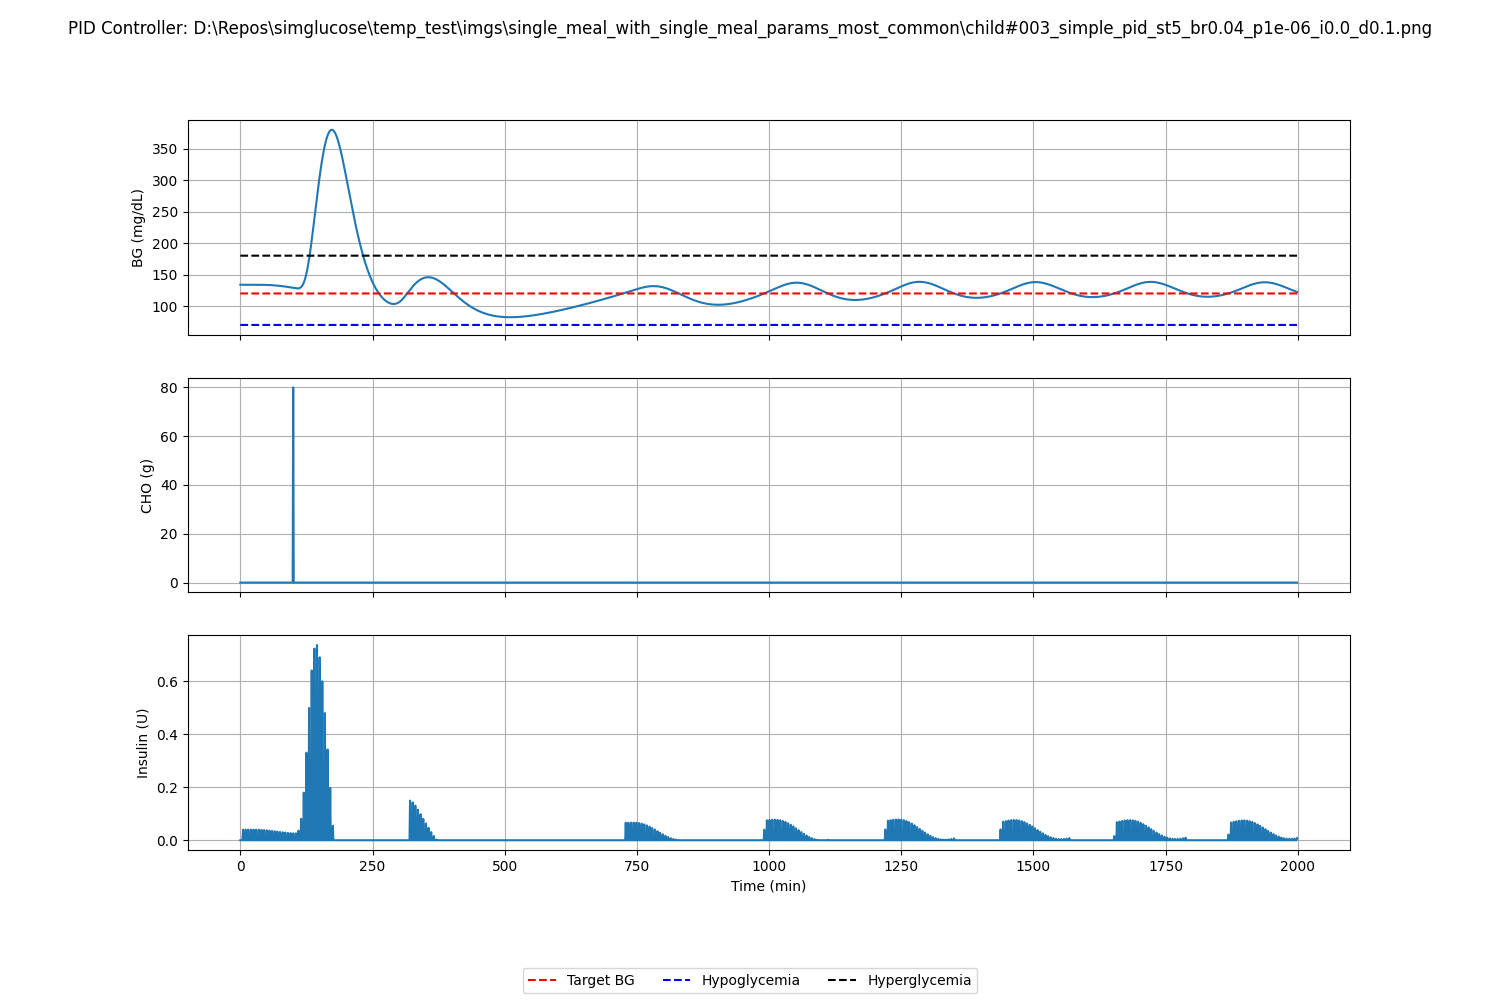 PID Controller: D:\Repos\simglucose\temp_test\imgs\single_meal_with_single_meal_params_most_common\child#003_simple_pid_st5_br0.04_p1e-06_i0.0_d0.1.png
350
300
250
200
150
100
BG (mg/dL)
80
60
40
20
0
CHO (g)
0.6
0.4
0.2
0.0
Insulin (U)
0 250 500 750 1000 1250 1500 1750 2000
Time (min)
Target BG Hypoglycemia Hyperglycemia